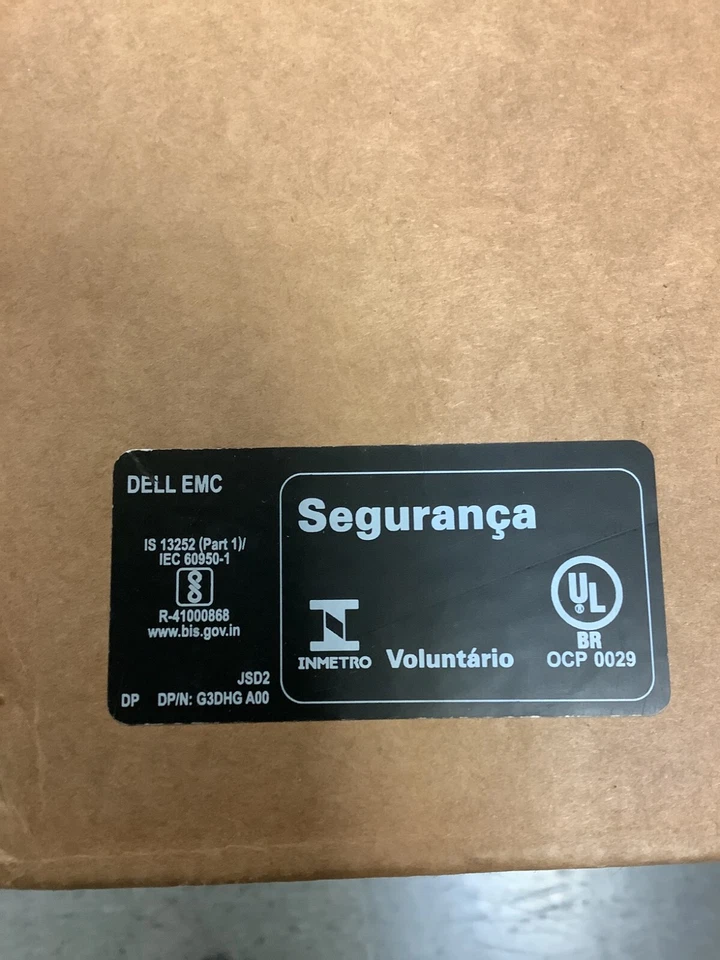 DELL EMC
IS 13252 (Part 1)/
IEC 60950-1
R-41000868
www.bis.gov.in
JSD2
DP DP/N: G3DHG A00
Segurança
INMETRO
Voluntário
UL
®
BR
OCP 0029